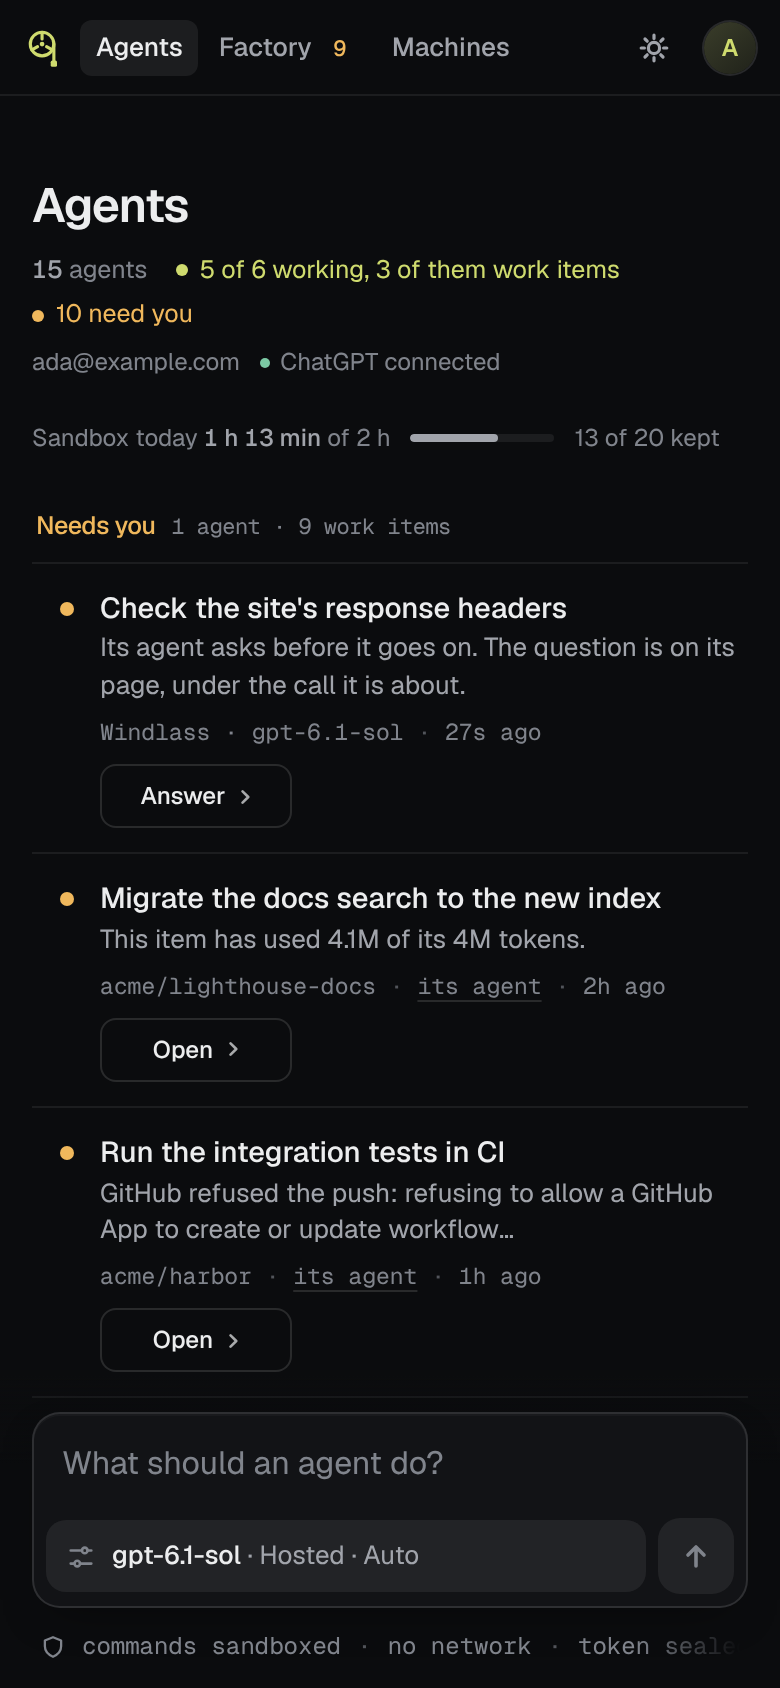 Agents Factory 9 Machines A
Agents
15 agents 5 of 6 working, 3 of them work items
10 need you
ada@example.com ChatGPT connected
Sandbox today 1 h 13 min of 2 h 13 of 20 kept
Needs you 1 agent · 9 work items
Check the site's response headers
Its agent asks before it goes on. The question is on its
page, under the call it is about.
Windlass · gpt-6.1-sol · 27s ago
Answer
Migrate the docs search to the new index
This item has used 4.1M of its 4M tokens.
acme/lighthouse-docs · its agent · 2h ago
Open
Run the integration tests in CI
GitHub refused the push: refusing to allow a GitHub
App to create or update workflow…
acme/harbor · its agent · 1h ago
Open
What should an agent do?
gpt-6.1-sol · Hosted · Auto
commands sandboxed · no network · token seale